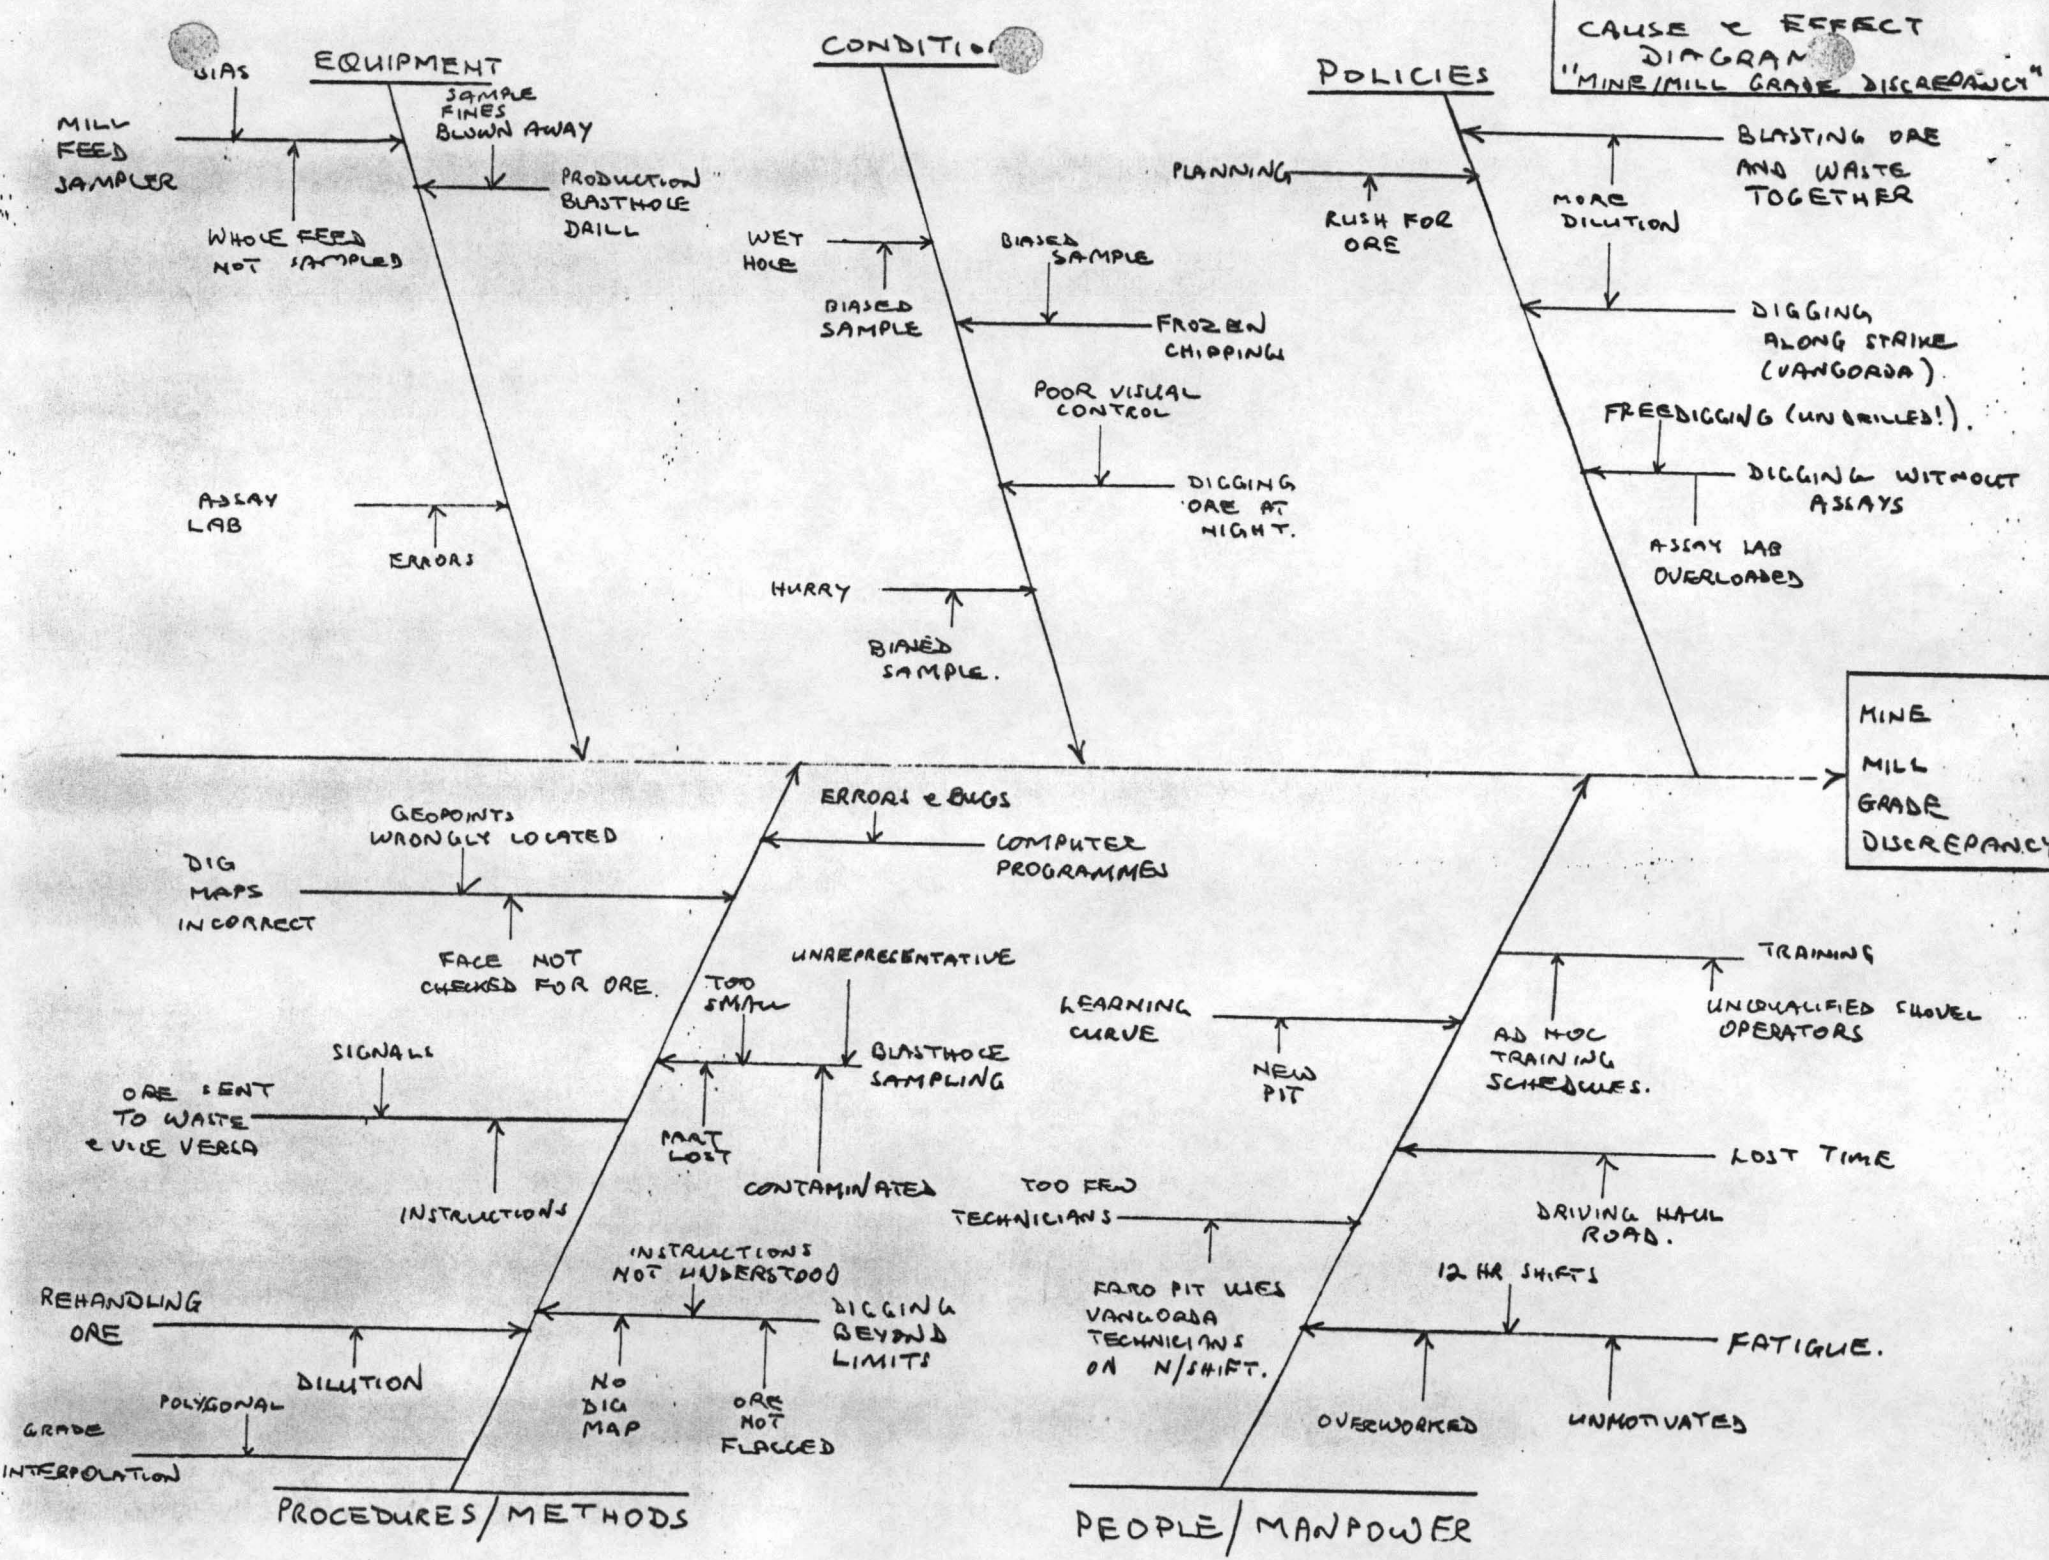 CAUSE & EFFECT
DIAGRAM
"MINE/MILL GRADE DISCREPANCY"
EQUIPMENT
BIAS
MILL
FEED
SAMPLER
WHOLE FEED
NOT SAMPLED
SAMPLE
FINES
BLOWN AWAY
PRODUCTION
BLASTHOLE
DRILL
ASSAY
LAB
ERRORS
CONDITION
WET
HOLE
BIASED
SAMPLE
BIASED
SAMPLE
FROZEN
CHIPPINGS
POOR VISUAL
CONTROL
DIGGING
ORE AT
NIGHT.
HURRY
BIASED
SAMPLE.
POLICIES
PLANNING
RUSH FOR
ORE
BLASTING ORE
AND WASTE
TOGETHER
MORE
DILUTION
DIGGING
ALONG STRIKE
(VANGORDA).
FREEDIGGING (UNDRILLED!).
DIGGING WITHOUT
ASSAYS
ASSAY LAB
OVERLOADED
MINE
MILL
GRADE
DISCREPANCY
ERRORS & BUGS
COMPUTER
PROGRAMMES
GEOPOINTS
WRONGLY LOCATED
DIG
MAPS
INCORRECT
FACE NOT
CHECKED FOR ORE.
UNREPRESENTATIVE
TOO
SMALL
BLASTHOLE
SAMPLING
PART
LOST
CONTAMINATED
SIGNALS
ORE SENT
TO WASTE
& VICE VERSA
INSTRUCTIONS
INSTRUCTIONS
NOT UNDERSTOOD
DIGGING
BEYOND
LIMITS
NO
DIG
MAP
ORE
NOT
FLAGGED
REHANDLING
ORE
DILUTION
POLYGONAL
GRADE
INTERPOLATION
PROCEDURES/METHODS
TRAINING
UNQUALIFIED SHOVEL
OPERATORS
AD HOC
TRAINING
SCHEDULES.
LEARNING
CURVE
NEW
PIT
LOST TIME
DRIVING HAUL
ROAD.
TOO FEW
TECHNICIANS
FARO PIT USES
VANGORDA
TECHNICIANS
ON N/SHIFT.
12 HR SHIFTS
FATIGUE.
OVERWORKED
UNMOTIVATED
PEOPLE/MANPOWER